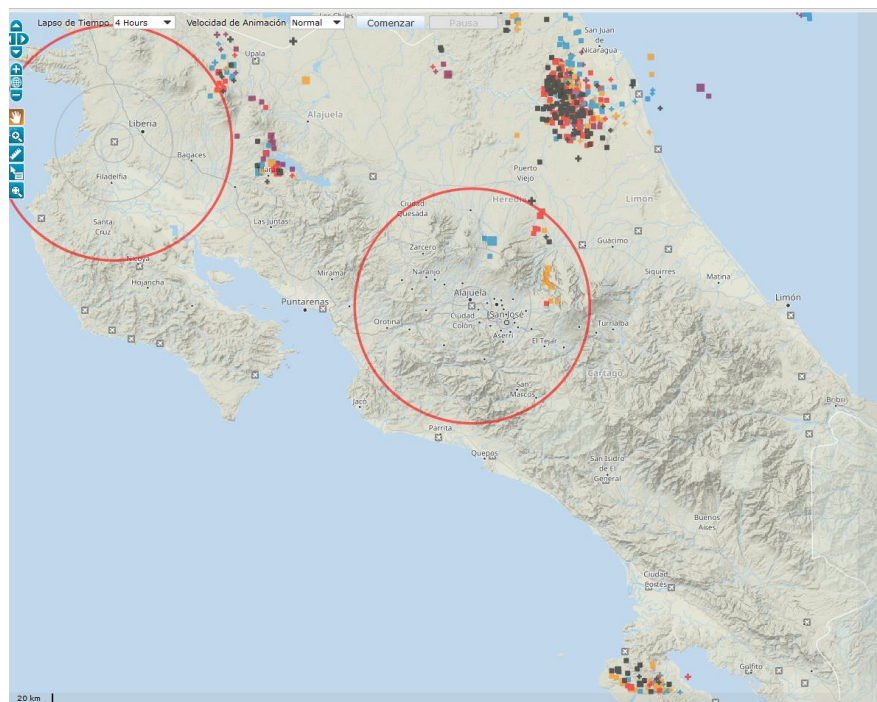 Lapso de Tiempo 4 Hours Velocidad de Animación Normal Comenzar Pausa
San Juan
de
Nicaragua
Upala
Liberia
Alajuela
Bagaces
Filadelfia
Puerto
Viejo
Ciudad
Quesada
Heredia
Limón
Santa
Cruz
Las Juntas
Guácimo
Zarcero
Nicoya
Miramar
Naranjo
Siquirres
Matina
Hojancha
Alajuela
Limón
Puntarenas
San José
Orotina
Ciudad
Colón
Turrialba
Aserrí
El Tejar
Cartago
San
Marcos
Jacó
Bribri
Parrita
Quepos
San Isidro
de El
General
Buenos
Aires
Ciudad
Cortés
Golfito
20 km